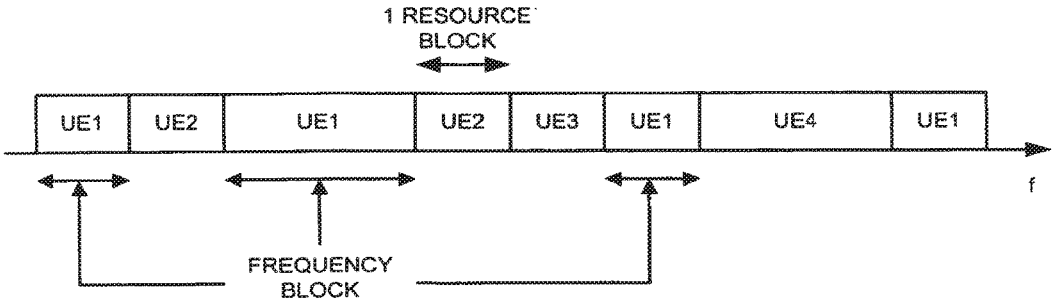 1 RESOURCE
BLOCK
UE1 UE2 UE1 UE2 UE3 UE1 UE4 UE1
f
FREQUENCY
BLOCK